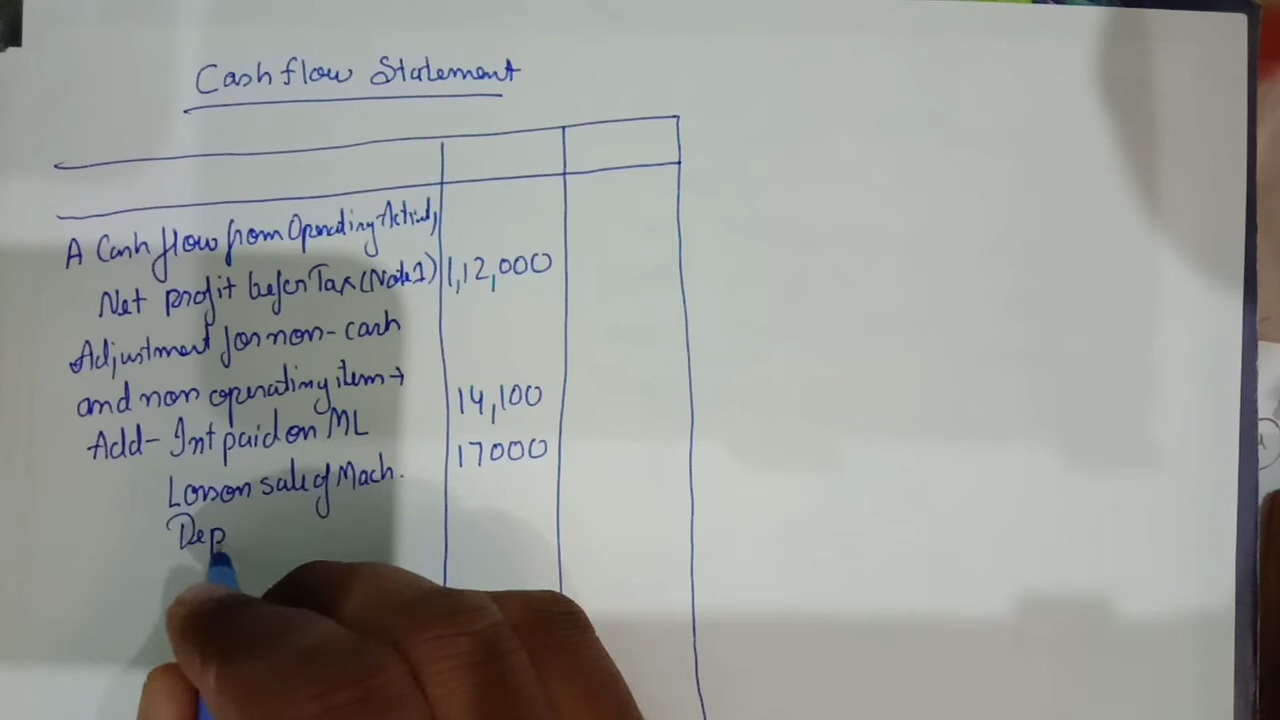 Cash flow Statement
A Cash flow from Operating
Net profit before Tax (Note 1) 1,12,000
Adjustment for non-cash
and non operating item→
Add- Int paid on ML 14,100
Loss on sale of Mach. 17000
Dep